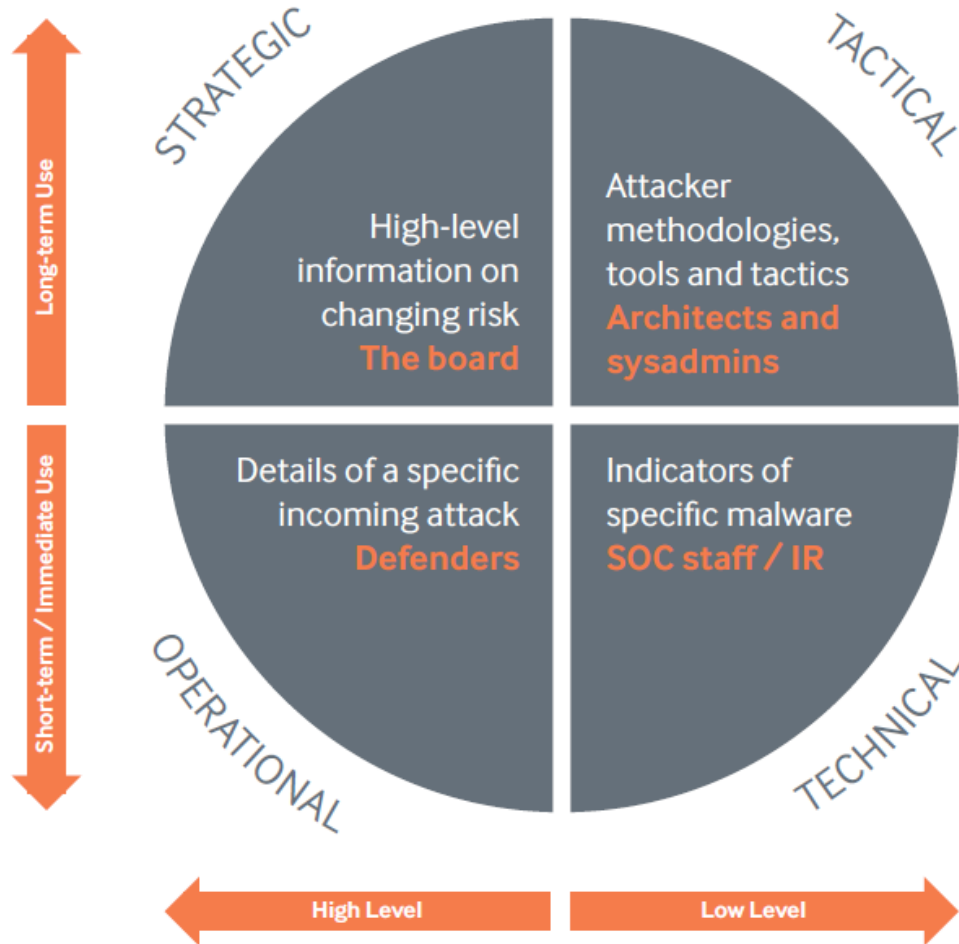 STRATEGIC
TACTICAL
Long-term Use
High-level
information on
changing risk
The board
Attacker
methodologies,
tools and tactics
Architects and
sysadmins
Short-term / Immediate Use
Details of a specific
incoming attack
Defenders
Indicators of
specific malware
SOC staff / IR
OPERATIONAL
TECHNICAL
High Level
Low Level